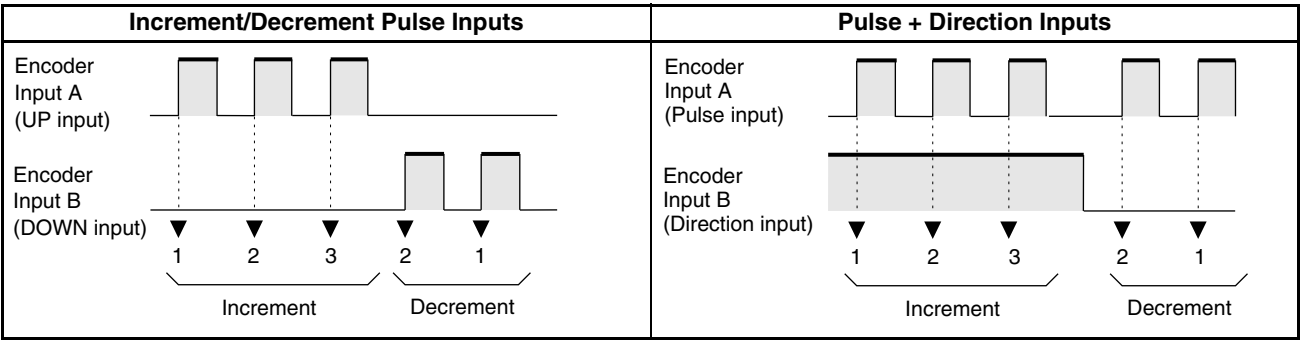 Increment/Decrement Pulse Inputs
Encoder
Input A
(UP input)
Encoder
Input B
(DOWN input)
1 2 3 2 1
Increment Decrement
Pulse + Direction Inputs
Encoder
Input A
(Pulse input)
Encoder
Input B
(Direction input)
1 2 3 2 1
Increment Decrement